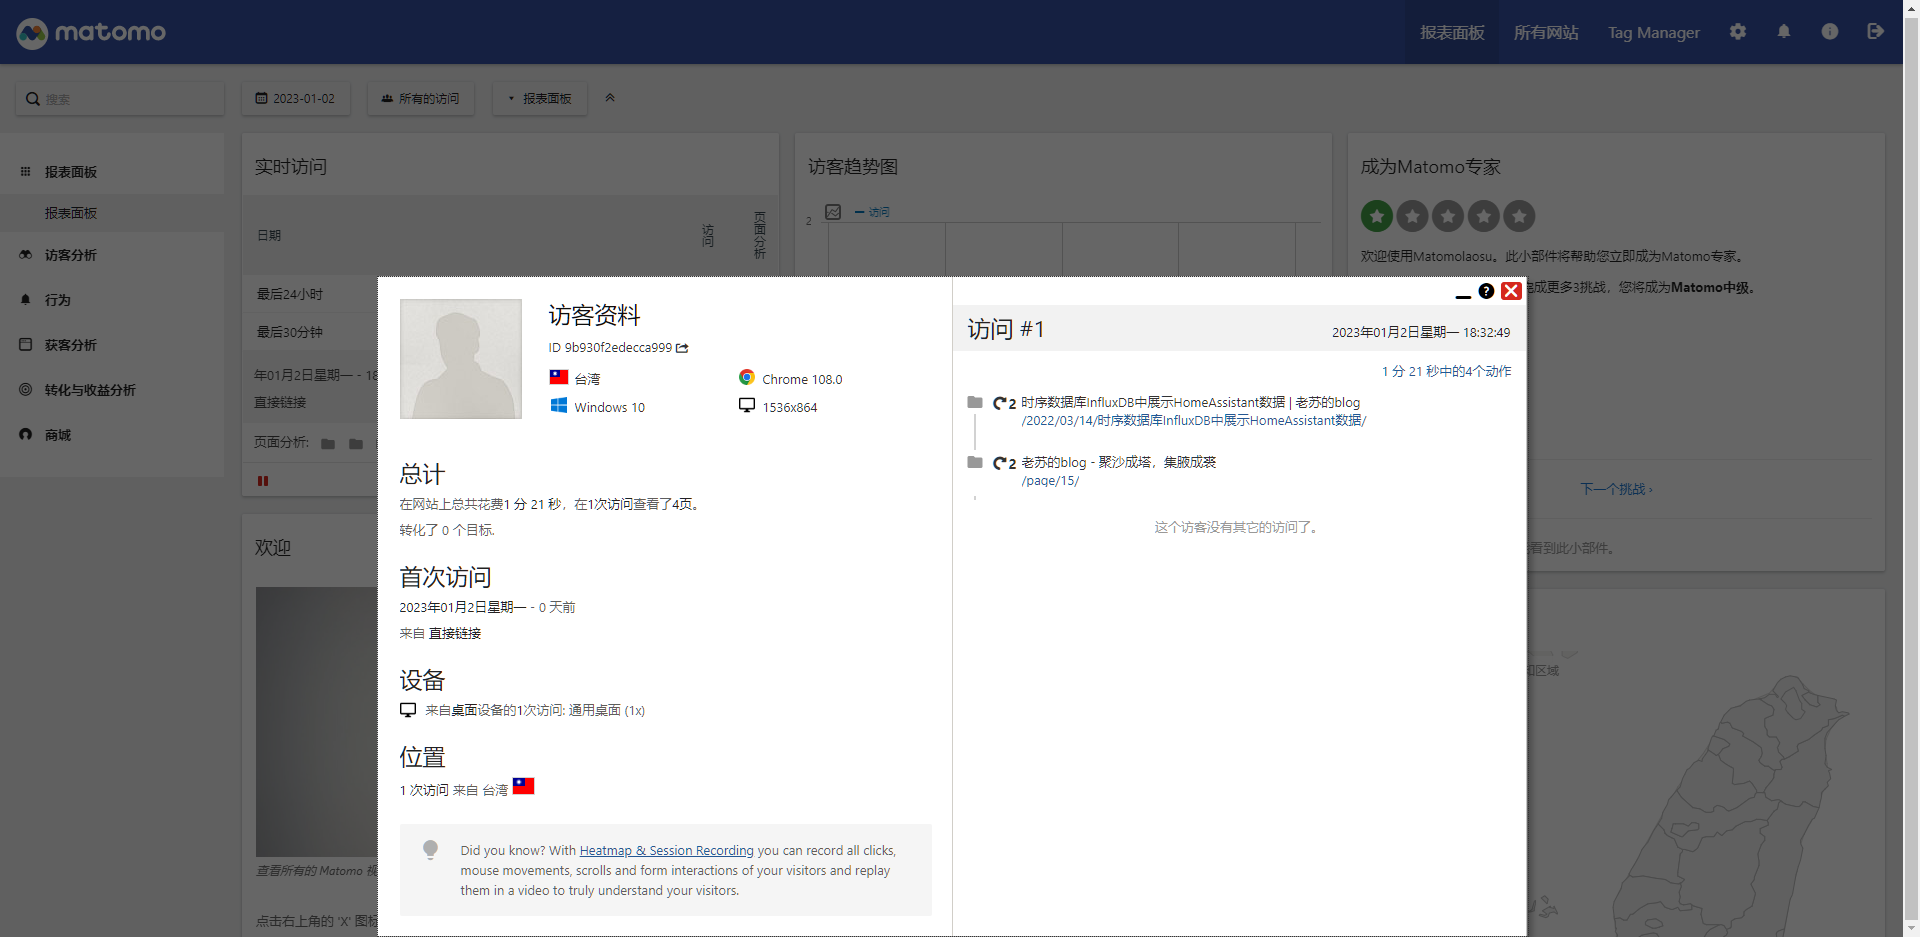 matomo
报表面板
所有网站
Tag Manager
搜索
2023-01-02
所有的访问
报表面板
报表面板
报表面板
访客分析
行为
获客分析
转化与收益分析
商城
实时访问
日期
访问
页面分析
最后24小时
最后30分钟
年01月2日星期一 - 18
直接链接
页面分析:
欢迎
查看所有的 Matomo 视
点击右上角的 'X' 图标
访客趋势图
2
访问
成为Matomo专家
欢迎使用Matomolaosu。此小部件将帮助您立即成为Matomo专家。
成更多3挑战，您将成为Matomo中级。
下一个挑战 ›
看到此小部件。
和区域
访客资料
ID 9b930f2edecca999
台湾
Chrome 108.0
Windows 10
1536x864
总计
在网站上总共花费1 分 21 秒，在1次访问查看了4页。
转化了 0 个目标.
首次访问
2023年01月2日星期一 - 0 天前
来自 直接链接
设备
来自桌面设备的1次访问: 通用桌面 (1x)
位置
1 次访问 来自 台湾
Did you know? With Heatmap & Session Recording you can record all clicks,
mouse movements, scrolls and form interactions of your visitors and replay
them in a video to truly understand your visitors.
访问 #1
2023年01月2日星期一 18:32:49
1 分 21 秒中的4个动作
2 时序数据库InfluxDB中展示HomeAssistant数据 | 老苏的blog
/2022/03/14/时序数据库InfluxDB中展示HomeAssistant数据/
2 老苏的blog - 聚沙成塔，集腋成裘
/page/15/
这个访客没有其它的访问了。